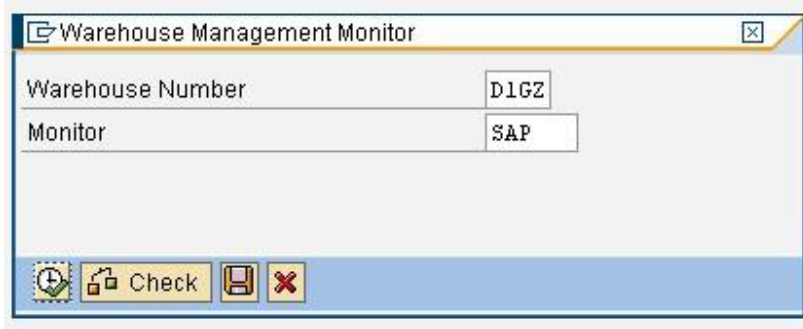 Warehouse Management Monitor
Warehouse Number D1GZ
Monitor SAP
Check